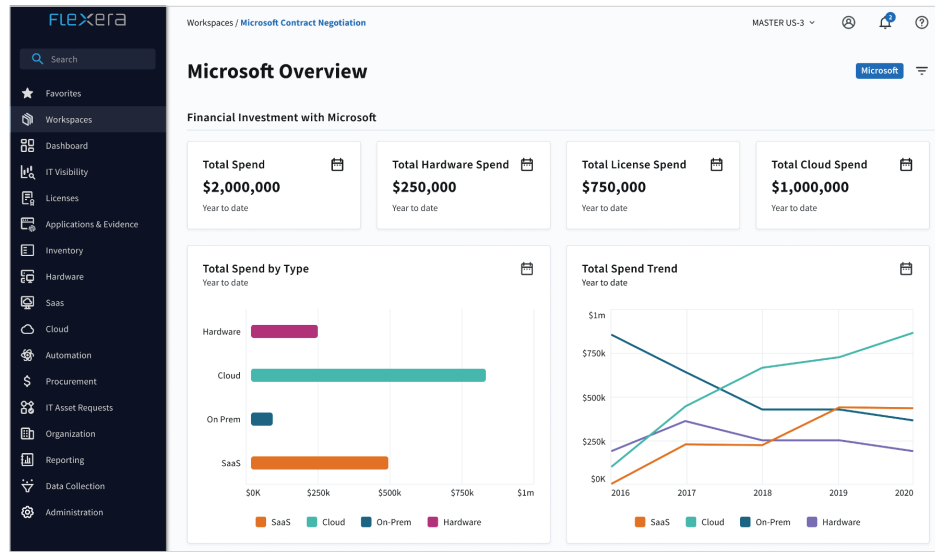 FLEXERA
Search
Favorites
Workspaces
Dashboard
IT Visibility
Licenses
Applications & Evidence
Inventory
Hardware
Saas
Cloud
Automation
Procurement
IT Asset Requests
Organization
Reporting
Data Collection
Administration
Workspaces / Microsoft Contract Negotiation
MASTER US-3
2
Microsoft Overview
Microsoft
Financial Investment with Microsoft
Total Spend
$2,000,000
Year to date
Total Hardware Spend
$250,000
Year to date
Total License Spend
$750,000
Year to date
Total Cloud Spend
$1,000,000
Year to date
Total Spend by Type
Year to date
Hardware
Cloud
On Prem
SaaS
$0K $250k $500k $750k $1m
SaaS Cloud On-Prem Hardware
Total Spend Trend
Year to date
$1m
$750k
$500k
$250k
$0K
2016 2017 2018 2019 2020
SaaS Cloud On-Prem Hardware